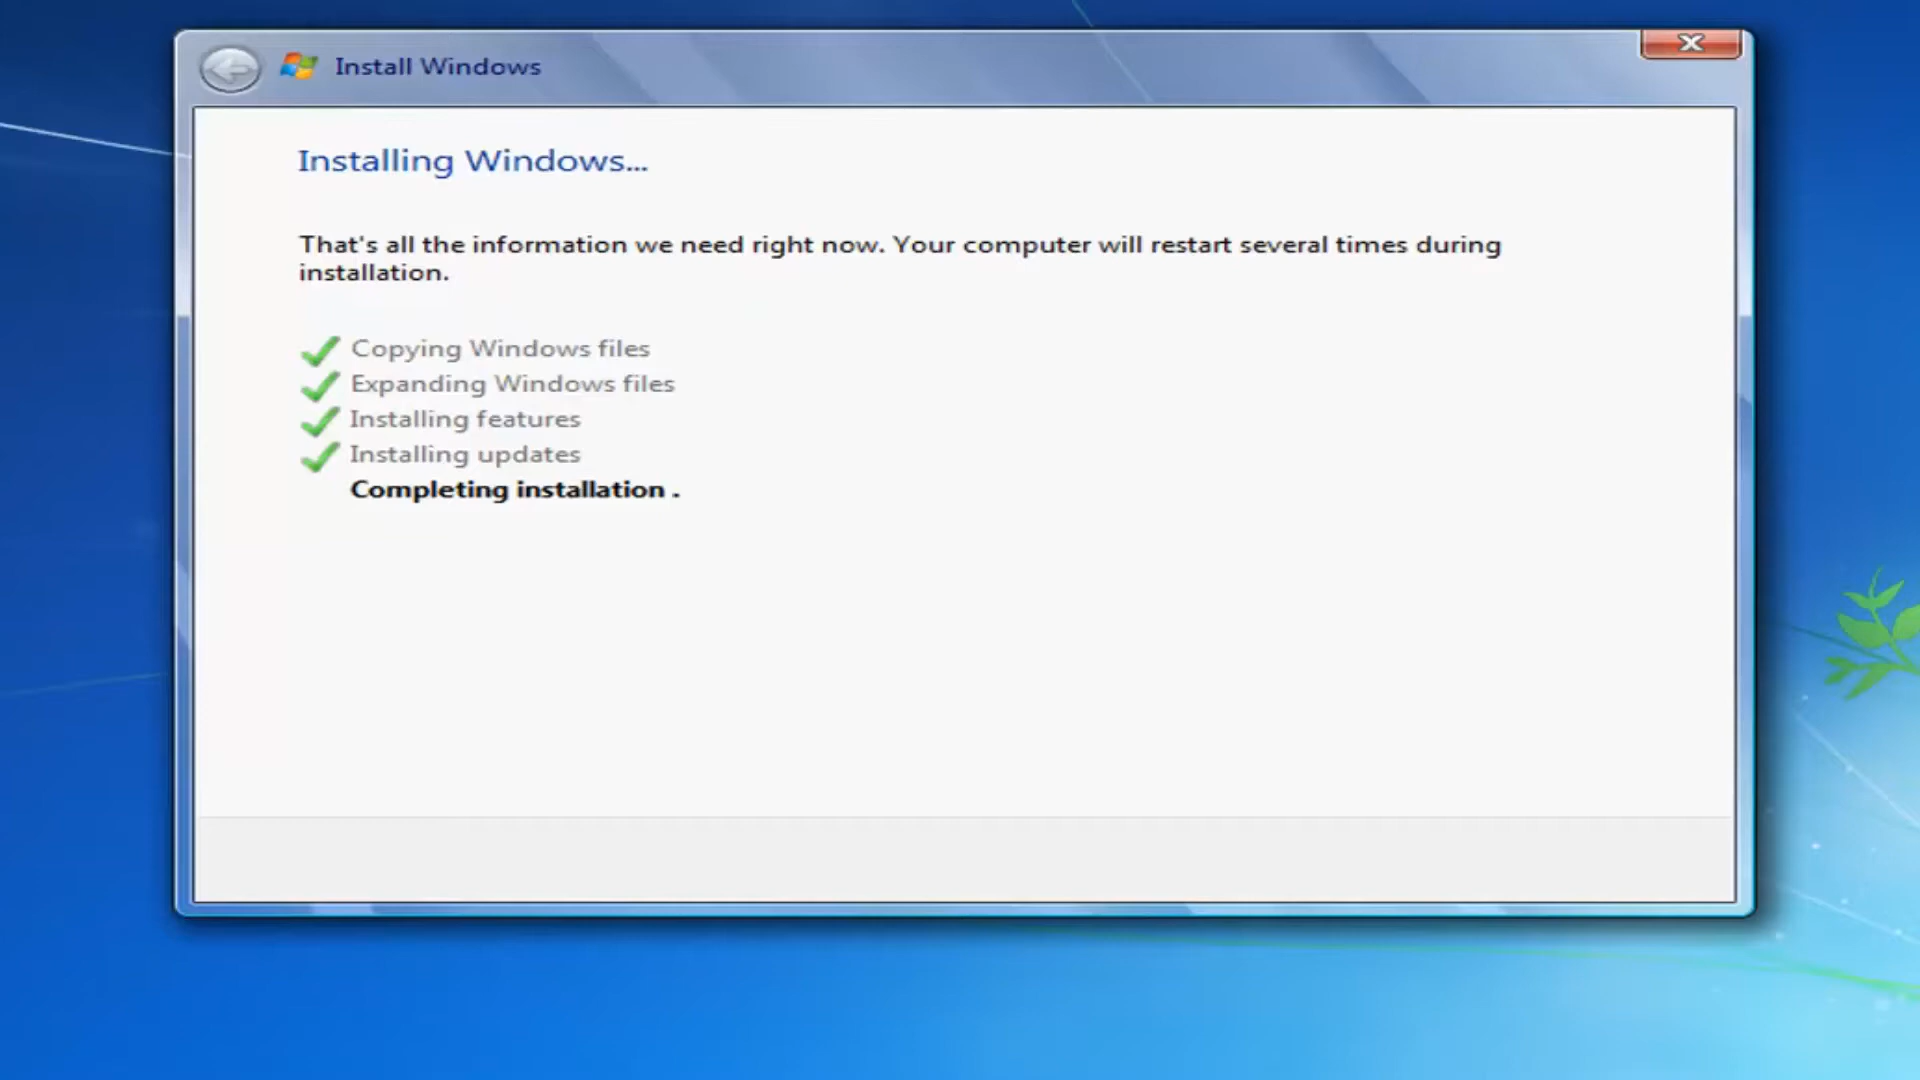 Install Windows
Installing Windows...
That's all the information we need right now. Your computer will restart several times during
installation.
Copying Windows files
Expanding Windows files
Installing features
Installing updates
Completing installation .